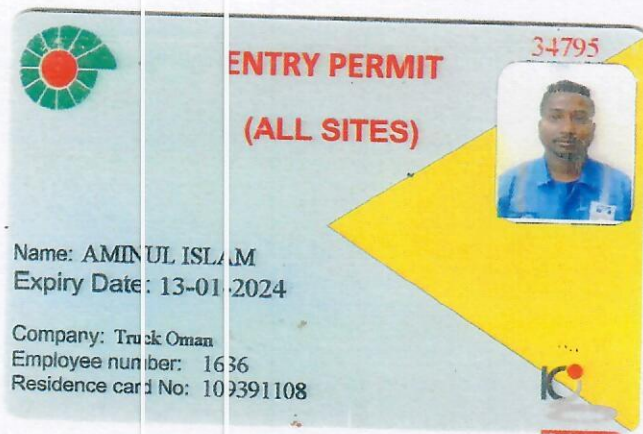 34795
ENTRY PERMIT
(ALL SITES)
Name: AMINUL ISLAM
Expiry Date: 13-01-2024
Company: Truck Oman
Employee number: 1636
Residence card No: 109391108